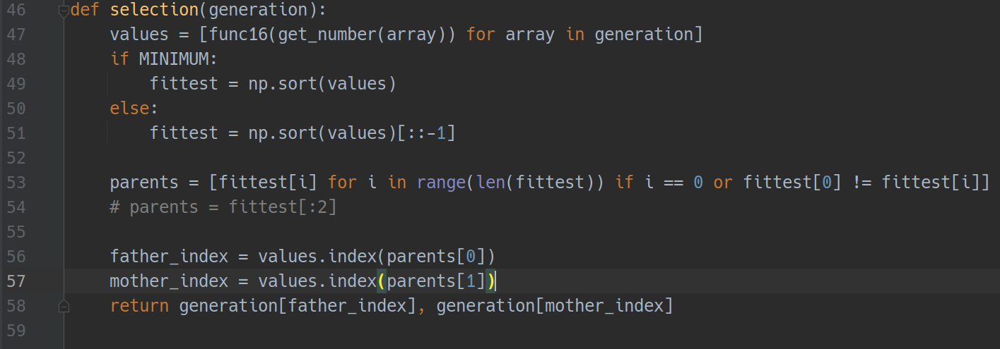 46 def selection(generation):
47     values = [func16(get_number(array)) for array in generation]
48     if MINIMUM:
49         fittest = np.sort(values)
50     else:
51         fittest = np.sort(values)[::-1]
52
53     parents = [fittest[i] for i in range(len(fittest)) if i == 0 or fittest[0] != fittest[i]]
54     # parents = fittest[:2]
55
56     father_index = values.index(parents[0])
57     mother_index = values.index(parents[1])
58     return generation[father_index], generation[mother_index]
59